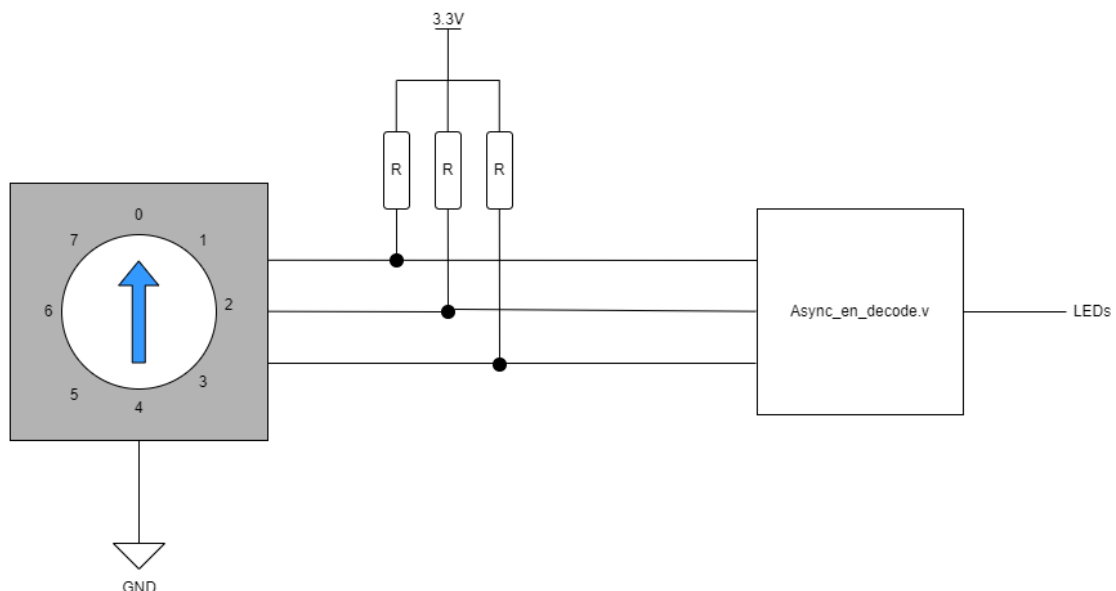 3.3V
R R R
0
7 1
6 2
5 3
4
Async_en_decode.v
LEDs
GND